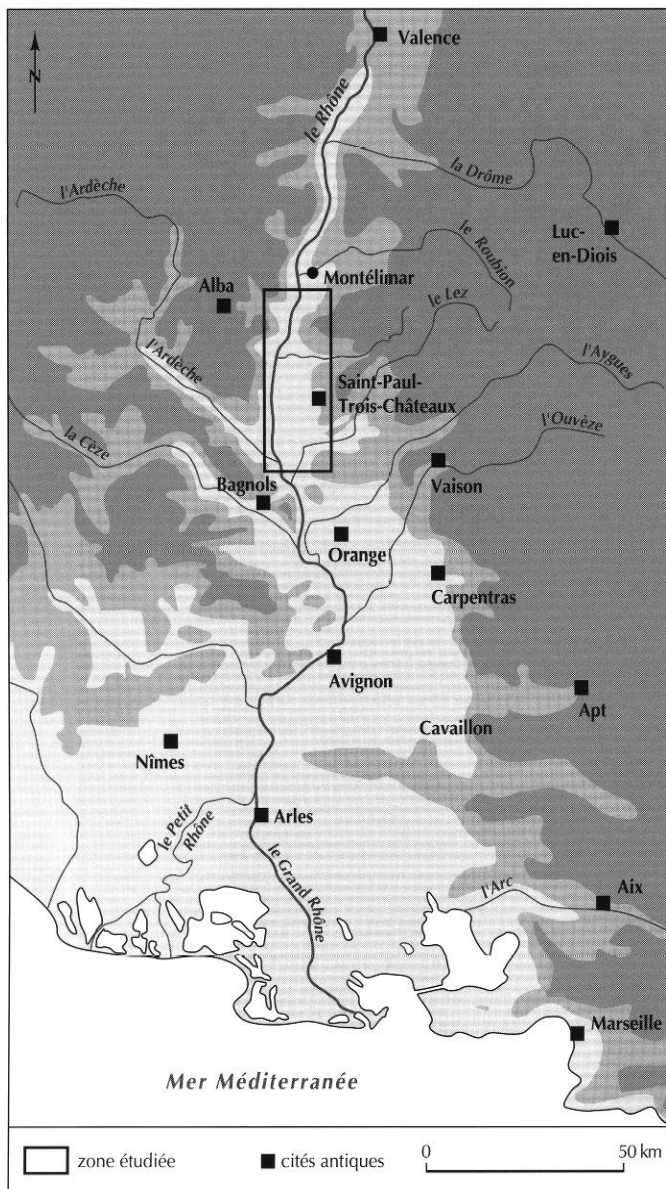 Valence
N
le Rhône
la Drôme
l'Ardèche
le Roubion
Luc-
en-Diois
Montélimar
Alba
le Lez
l'Ardèche
l'Aygues
Saint-Paul-
Trois-Châteaux
l'Ouvèze
la Cèze
Vaison
Bagnols
Orange
Carpentras
Avignon
Apt
Cavaillon
Nîmes
le Petit
Rhône
Arles
le Grand Rhône
l'Arc
Aix
Marseille
Mer Méditerranée
zone étudiée
cités antiques
0
50 km